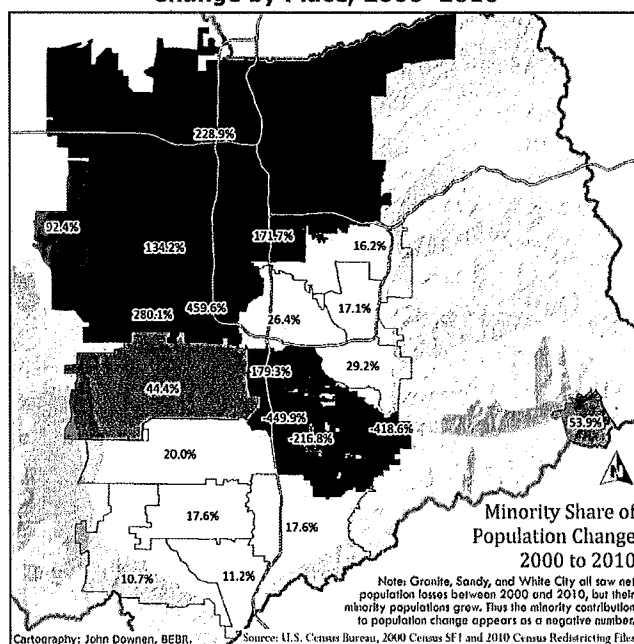 Change by Place, 2000–2010
228.9%
92.4%
134.2%
171.7%
16.2%
280.1%
459.6%
26.4%
17.1%
29.2%
44.4%
179.3%
-449.9%
-216.8%
-418.6%
53.9%
20.0%
17.6%
17.6%
10.7%
11.2%
N
Minority Share of
Population Change
2000 to 2010
Note: Granite, Sandy, and White City all saw net
population losses between 2000 and 2010, but their
minority populations grew. Thus the minority contribution
to population change appears as a negative number.
Cartography: John Downen, BEBR.
Source: U.S. Census Bureau, 2000 Census SF1 and 2010 Census Redistricting Files